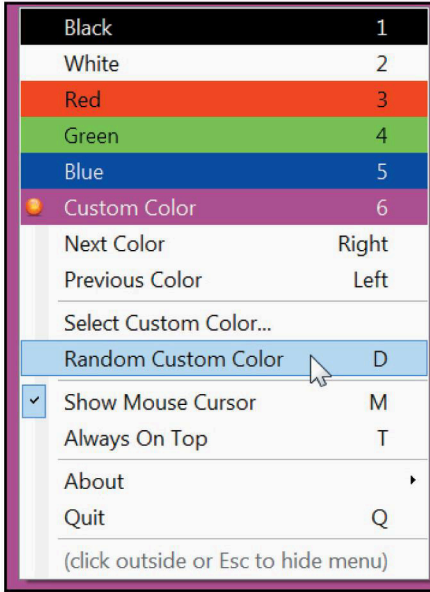 Black 1
White 2
Red 3
Green 4
Blue 5
Custom Color 6
Next Color Right
Previous Color Left
Select Custom Color...
Random Custom Color D
Show Mouse Cursor M
Always On Top T
About
Quit Q
(click outside or Esc to hide menu)